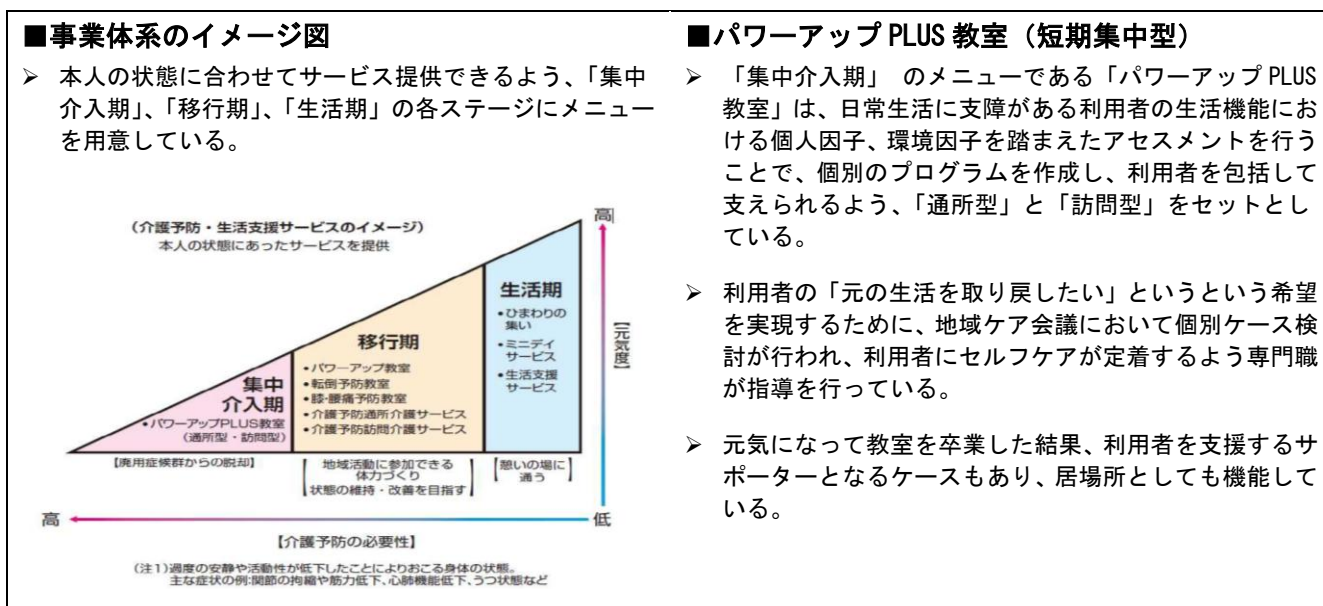 ■事業体系のイメージ図
➢ 本人の状態に合わせてサービス提供できるよう、「集中
介入期」、「移行期」、「生活期」の各ステージにメニュー
を用意している。
(介護予防・生活支援サービスのイメージ)
本人の状態にあったサービスを提供
高
【元気度】
生活期
•ひまわりの
集い
•ミニデイ
サービス
•生活支援
サービス
移行期
•パワーアップ教室
•転倒予防教室
•膝・腰痛予防教室
•介護予防通所介護サービス
•介護予防訪問介護サービス
集中
介入期
•パワーアップPLUS教室
(通所型・訪問型)
【廃用症候群からの脱却】
地域活動に参加できる
体力づくり
状態の維持・改善を目指す
憩いの場に
通う
高
低
【介護予防の必要性】
(注1)過度の安静や活動性が低下したことによりおこる身体の状態。
主な症状の例:関節の拘縮や筋力低下、心肺機能低下、うつ状態など
■パワーアップ PLUS 教室（短期集中型）
➢ 「集中介入期」 のメニューである「パワーアップ PLUS
教室」は、日常生活に支障がある利用者の生活機能にお
ける個人因子、環境因子を踏まえたアセスメントを行う
ことで、個別のプログラムを作成し、利用者を包括して
支えられるよう、「通所型」と「訪問型」をセットとし
ている。
➢ 利用者の「元の生活を取り戻したい」というという希望
を実現するために、地域ケア会議において個別ケース検
討が行われ、利用者にセルフケアが定着するよう専門職
が指導を行っている。
➢ 元気になって教室を卒業した結果、利用者を支援するサ
ポーターとなるケースもあり、居場所としても機能して
いる。